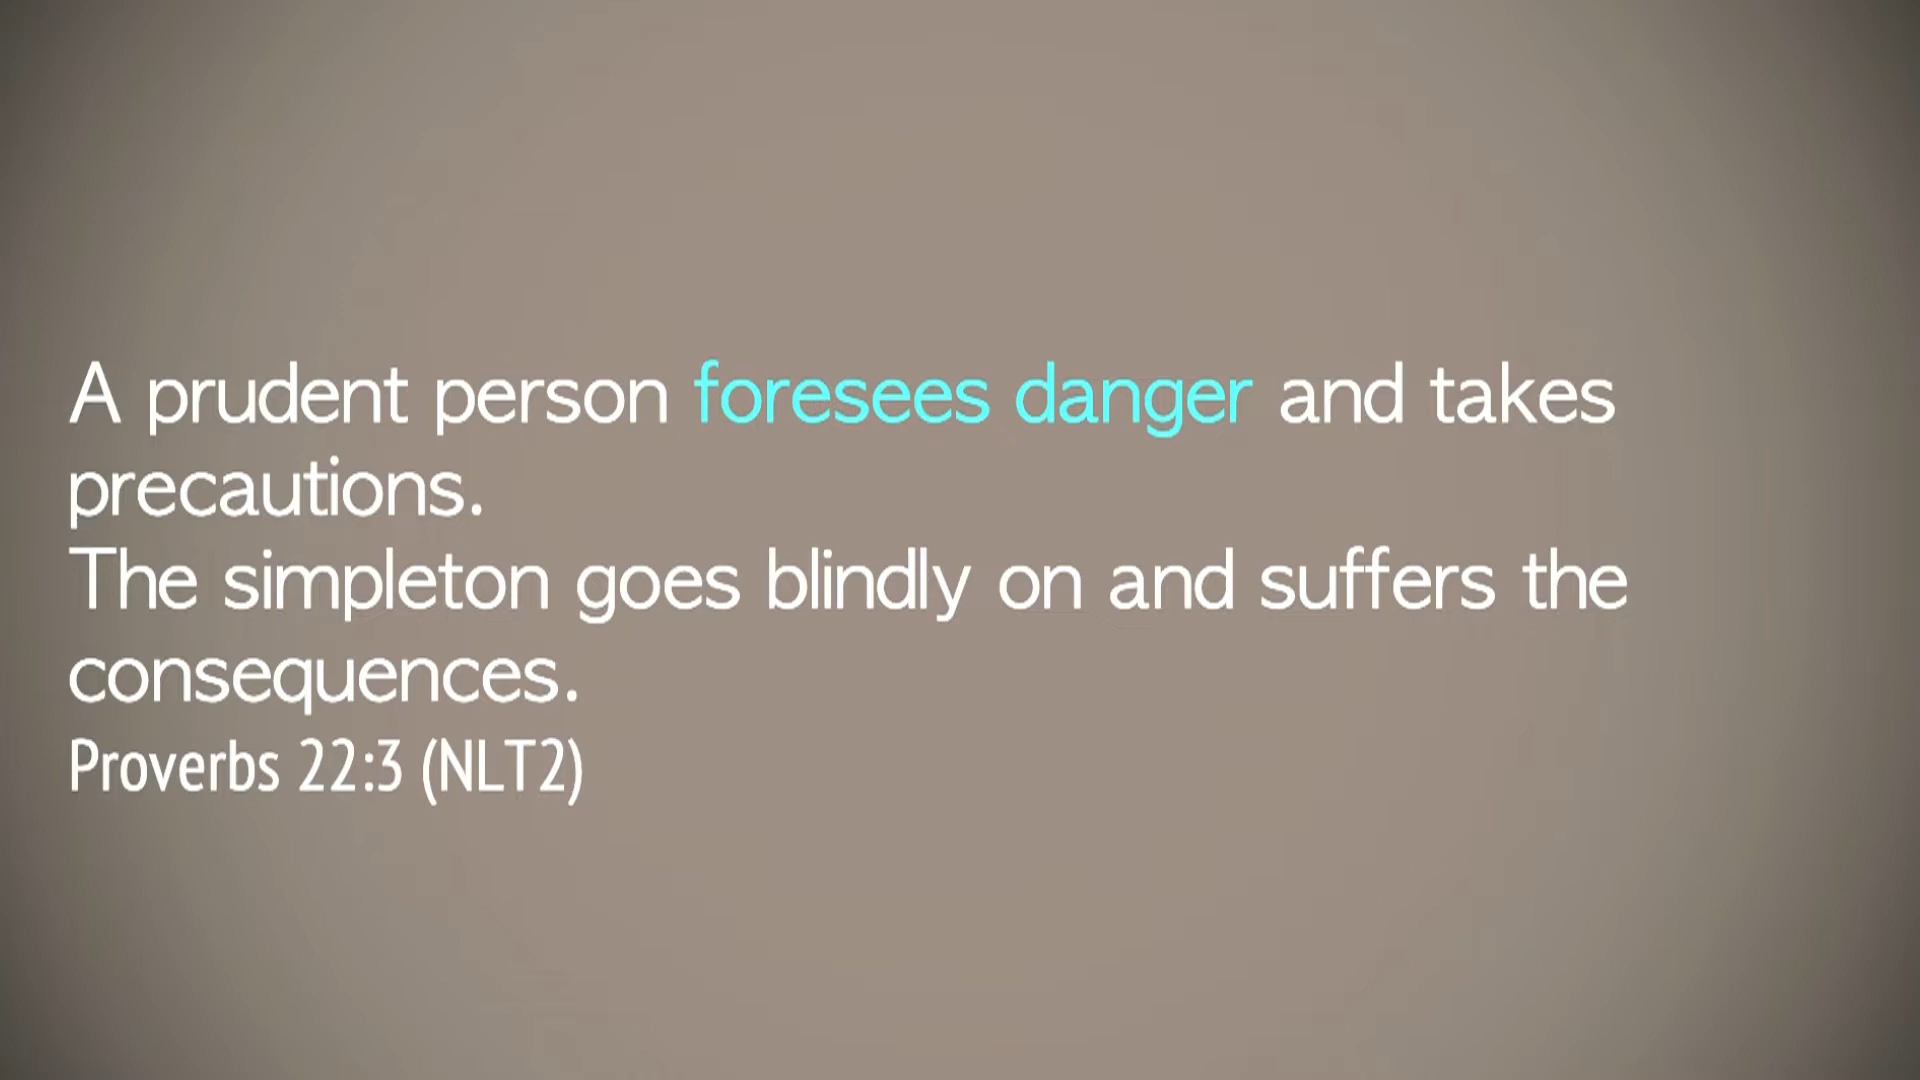 A prudent person foresees danger and takes
precautions.
The simpleton goes blindly on and suffers the
consequences.
Proverbs 22:3 (NLT2)